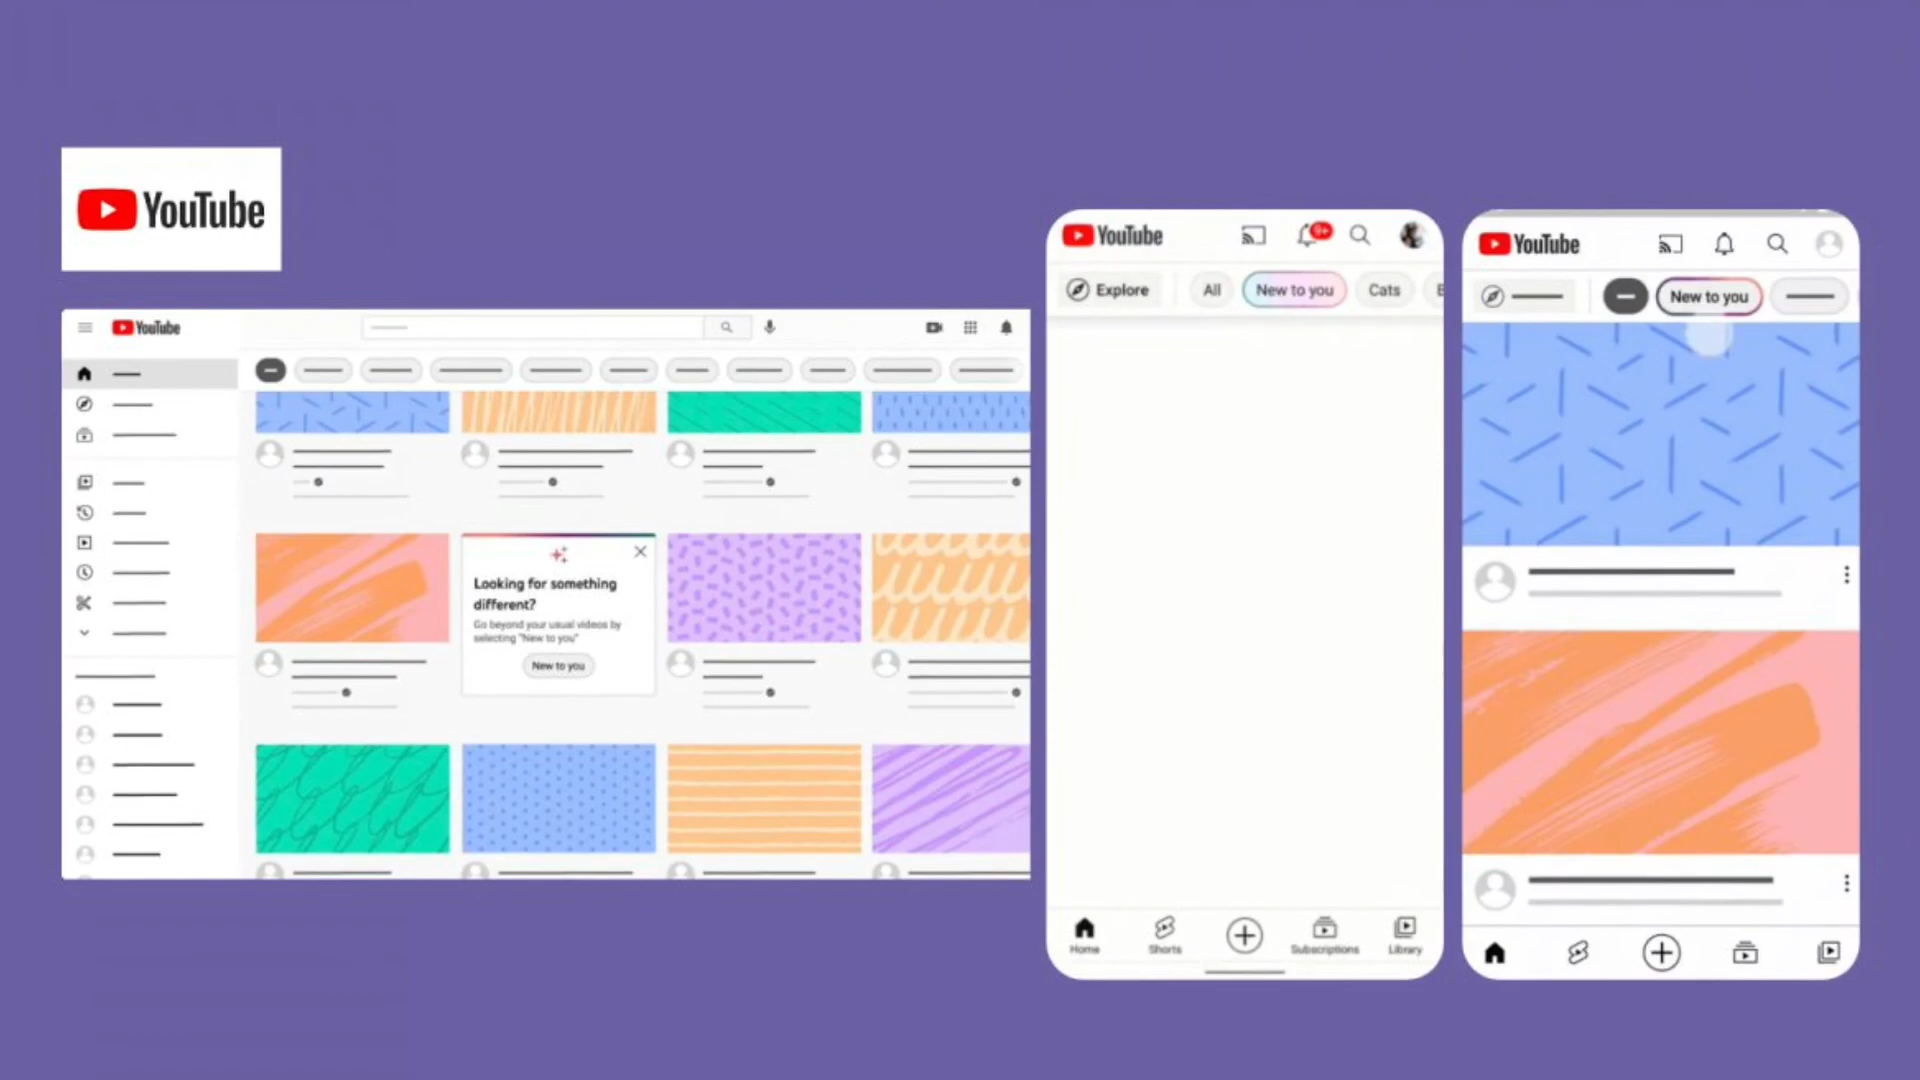 YouTube
YouTube
Looking for something
different?
Go beyond your usual videos by
selecting "New to you"
New to you
YouTube
9+
Explore
All
New to you
Cats
Home
Shorts
Subscriptions
Library
YouTube
New to you